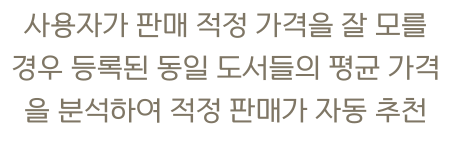 사용자가 판매 적정 가격을 잘 모를
경우 등록된 동일 도서들의 평균 가격
을 분석하여 적정 판매가 자동 추천